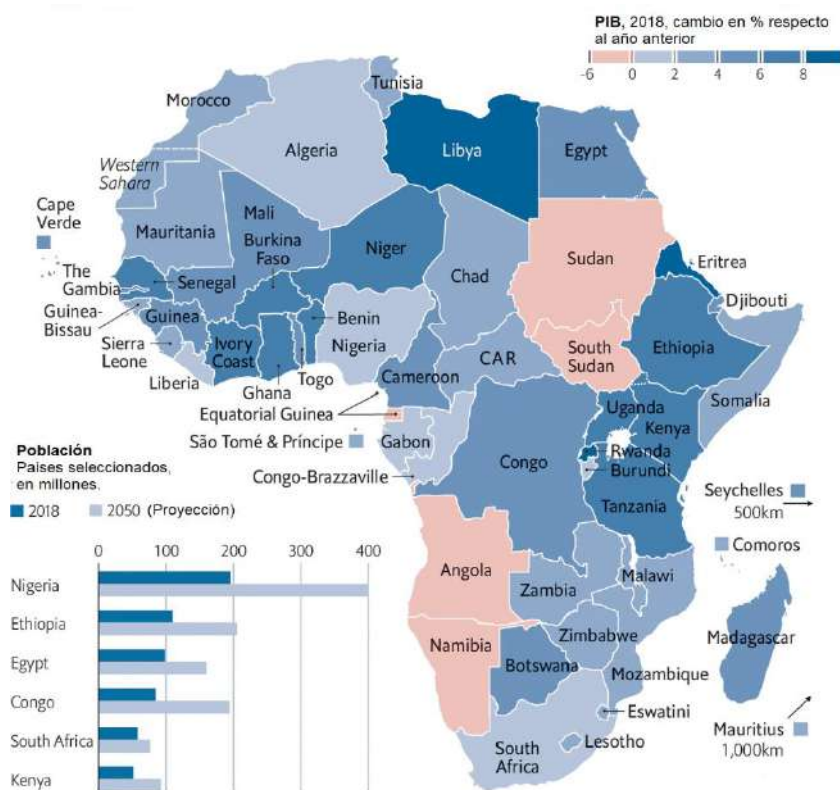 PIB, 2018, cambio en % respecto
al año anterior
-6 0 2 4 6 8
Tunisia
Morocco
Algeria
Libya
Egypt
Western
Sahara
Cape
Verde
Mauritania
Mali
Burkina
Faso
Niger
Chad
Sudan
Eritrea
The
Gambia
Senegal
Djibouti
Guinea-
Bissau
Guinea
Benin
Nigeria
Sierra
Leone
Ivory
Coast
CAR
South
Sudan
Ethiopia
Liberia
Ghana
Togo
Cameroon
Somalia
Equatorial Guinea
Uganda
Kenya
São Tomé & Príncipe
Gabon
Congo
Rwanda
Burundi
Congo-Brazzaville
Tanzania
Seychelles
500km
Comoros
Angola
Zambia
Malawi
Zimbabwe
Madagascar
Namibia
Botswana
Mozambique
Eswatini
Mauritius
1,000km
South
Africa
Lesotho
Población
Paises seleccionados,
en millones.
2018 2050 (Proyección)
0 100 200 300 400
Nigeria
Ethiopia
Egypt
Congo
South Africa
Kenya